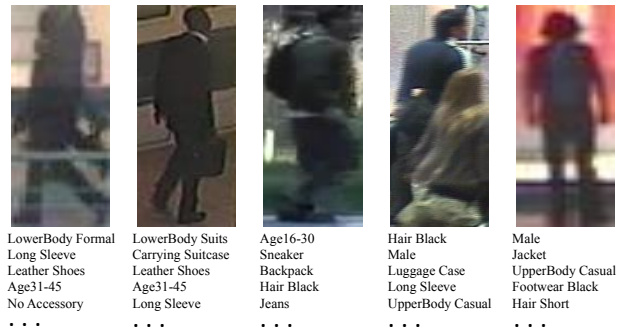 LowerBody Formal
Long Sleeve
Leather Shoes
Age31-45
No Accessory
. . .
LowerBody Suits
Carrying Suitcase
Leather Shoes
Age31-45
Long Sleeve
. . .
Age16-30
Sneaker
Backpack
Hair Black
Jeans
. . .
Hair Black
Male
Luggage Case
Long Sleeve
UpperBody Casual
. . .
Male
Jacket
UpperBody Casual
Footwear Black
Hair Short
. . .